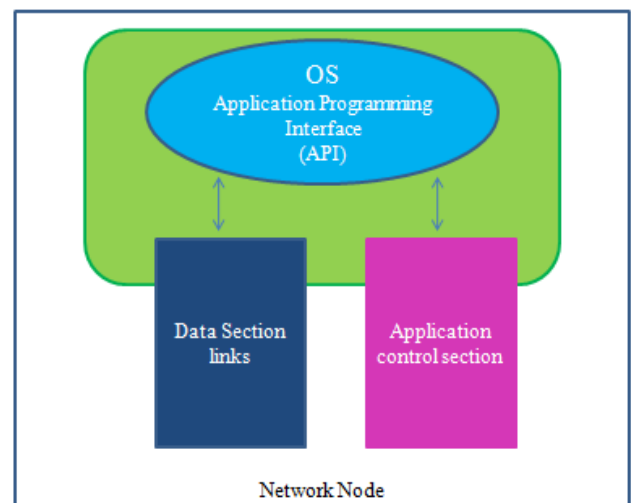 OS
Application Programming
Interface
(API)
Data Section
links
Application
control section
Network Node